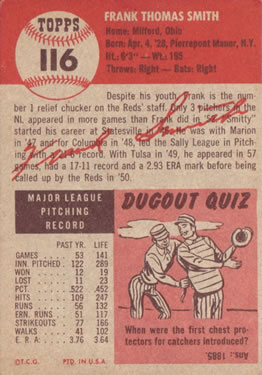 TOPPS
116
FRANK THOMAS SMITH
Home: Milford, Ohio
Born: Apr. 4, '28, Pierrepont Manor, N.Y.
Ht.: 6'3" — Wt.: 185
Throws: Right — Bats: Right
Despite his youth, Frank is the
number 1 relief chucker on the Reds' staff. Only 3 pitchers in the
NL appeared in more games than Frank did in '52. "Smitty"
started his career at Statesville in He was with Marion
in '47 and for Columbia in '48, led the Sally League in Pitch-
ing with a record. With Tulsa in '49, he appeared in 57
games, had a 17-11 record and a 2.93 ERA mark before being
called up by the Reds in '50.
Frank Smith
MAJOR LEAGUE
PITCHING
RECORD
PAST YR. LIFE
GAMES 53 141
INN. PITCHED 122 289
WON 12 19
LOST 11 23
PCT. .522 .452
HITS 109 247
RUNS 56 132
ERN. RUNS 51 117
STRIKEOUTS 77 166
WALKS 41 102
E.R.A. 3.76 3.64
©T.C.G. PTD. IN U.S.A.
DUGOUT QUIZ
When were the first chest pro-
tectors for catchers introduced?
Ans.: 1885.